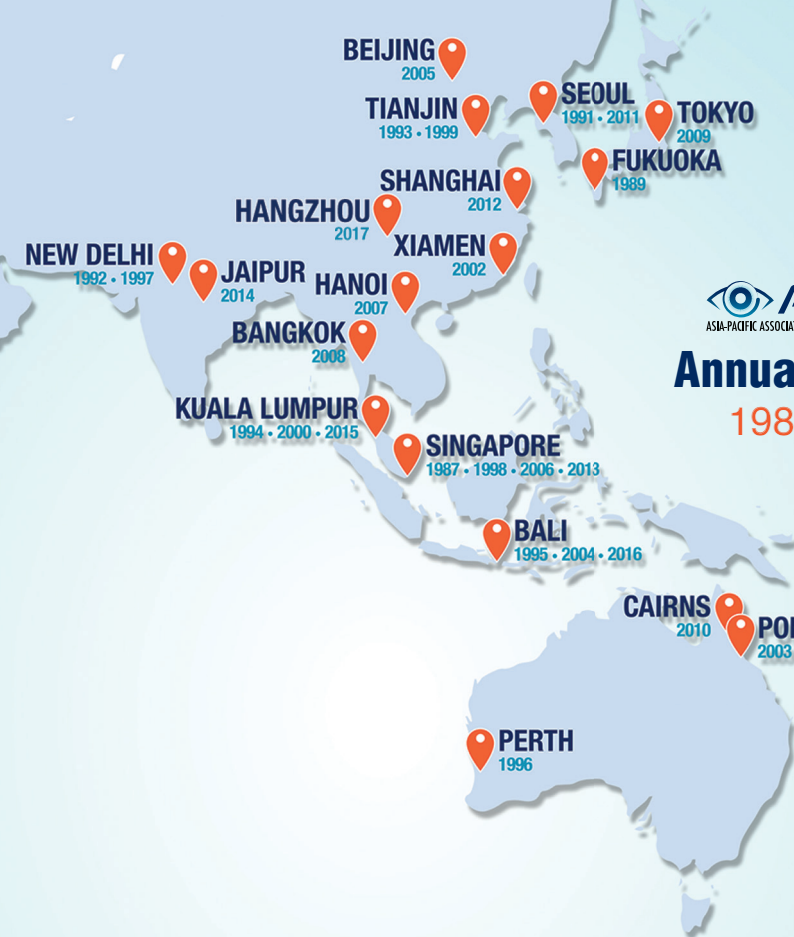 BEIJING
2005
TIANJIN
1993 • 1999
SEOUL
1991 • 2011
TOKYO
2009
FUKUOKA
1989
SHANGHAI
2012
HANGZHOU
2017
XIAMEN
2002
NEW DELHI
1992 • 1997
JAIPUR
2014
HANOI
2007
BANGKOK
2008
KUALA LUMPUR
1994 • 2000 • 2015
SINGAPORE
1987 • 1998 • 2006 • 2013
BALI
1995 • 2004 • 2016
CAIRNS
2010
2003
PERTH
1996
ASIA-PACIFIC